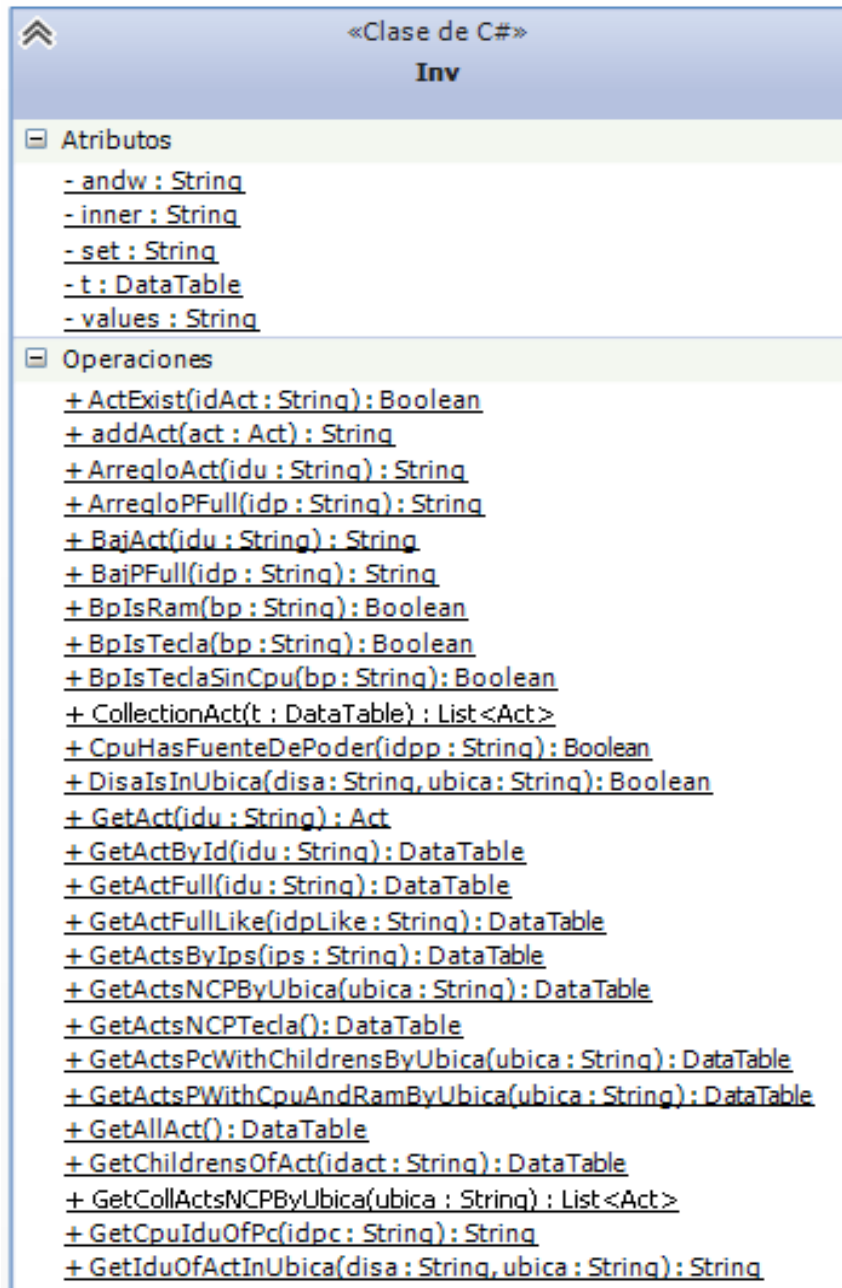 «Clase de C#»
Inv
Atributos
- andw : String
- inner : String
- set : String
- t : DataTable
- values : String
Operaciones
+ ActExist(idAct : String) : Boolean
+ addAct(act : Act) : String
+ ArregloAct(idu : String) : String
+ ArregloPFull(idp : String) : String
+ BajAct(idu : String) : String
+ BajPFull(idp : String) : String
+ BpIsRam(bp : String) : Boolean
+ BpIsTecla(bp : String) : Boolean
+ BpIsTeclaSinCpu(bp : String) : Boolean
+ CollectionAct(t : DataTable) : List<Act>
+ CpuHasFuenteDePoder(idpp : String) : Boolean
+ DisaIsInUbica(disa : String, ubica : String) : Boolean
+ GetAct(idu : String) : Act
+ GetActById(idu : String) : DataTable
+ GetActFull(idu : String) : DataTable
+ GetActFullLike(idpLike : String) : DataTable
+ GetActsByIps(ips : String) : DataTable
+ GetActsNCPByUbica(ubica : String) : DataTable
+ GetActsNCPTecla() : DataTable
+ GetActsPcWithChildrensByUbica(ubica : String) : DataTable
+ GetActsPWithCpuAndRamByUbica(ubica : String) : DataTable
+ GetAllAct() : DataTable
+ GetChildrensOfAct(idact : String) : DataTable
+ GetCollActsNCPByUbica(ubica : String) : List<Act>
+ GetCpuIduOfPc(idpc : String) : String
+ GetIduOfActInUbica(disa : String, ubica : String) : String